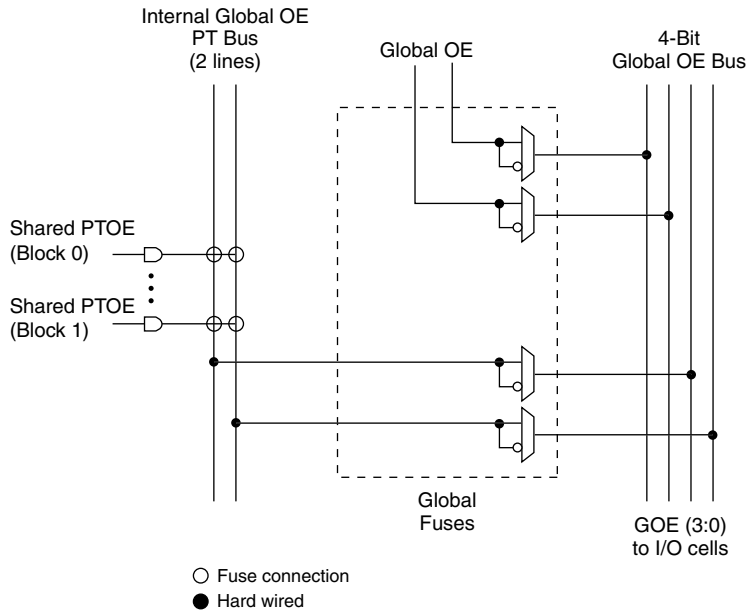 Internal Global OE
PT Bus
(2 lines)
Global OE
4-Bit
Global OE Bus
Shared PTOE
(Block 0)
Shared PTOE
(Block 1)
Global
Fuses
GOE (3:0)
to I/O cells
Fuse connection
Hard wired